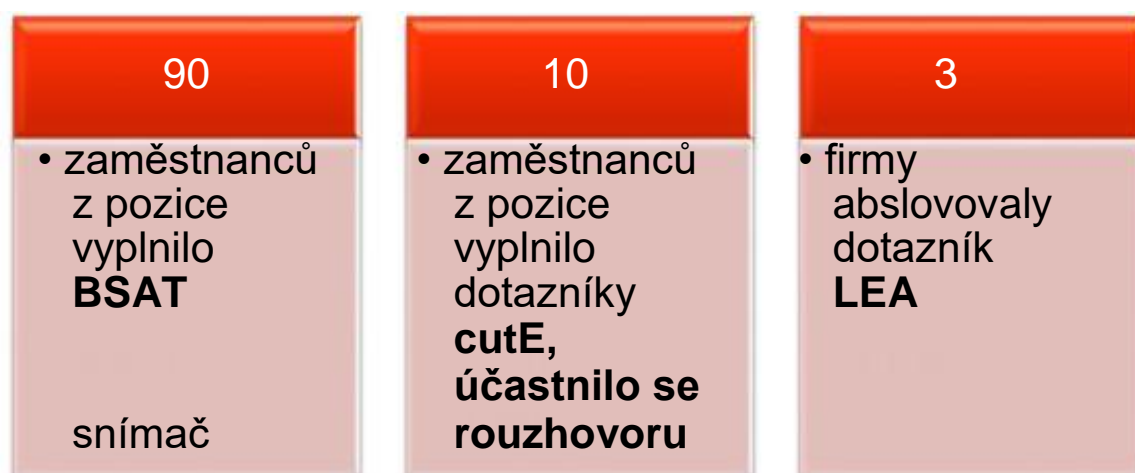 90
• zaměstnanců
z pozice
vyplnilo
BSAT
snímač
10
• zaměstnanců
z pozice
vyplnilo
dotazníky
cutE,
účastnilo se
rouzhovoru
3
• firmy
abslovovaly
dotazník
LEA